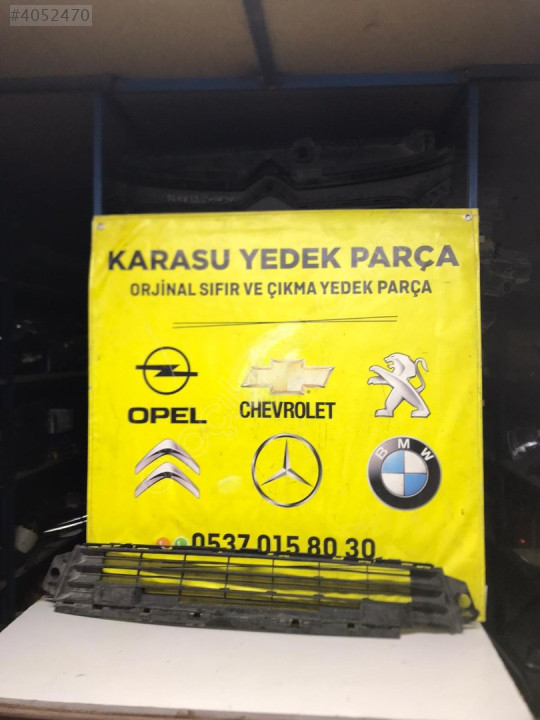 #4052470
KARASU YEDEK PARÇA
ORJİNAL SIFIR VE ÇIKMA YEDEK PARÇA
OPEL
CHEVROLET
BMW
0537 015 80 30